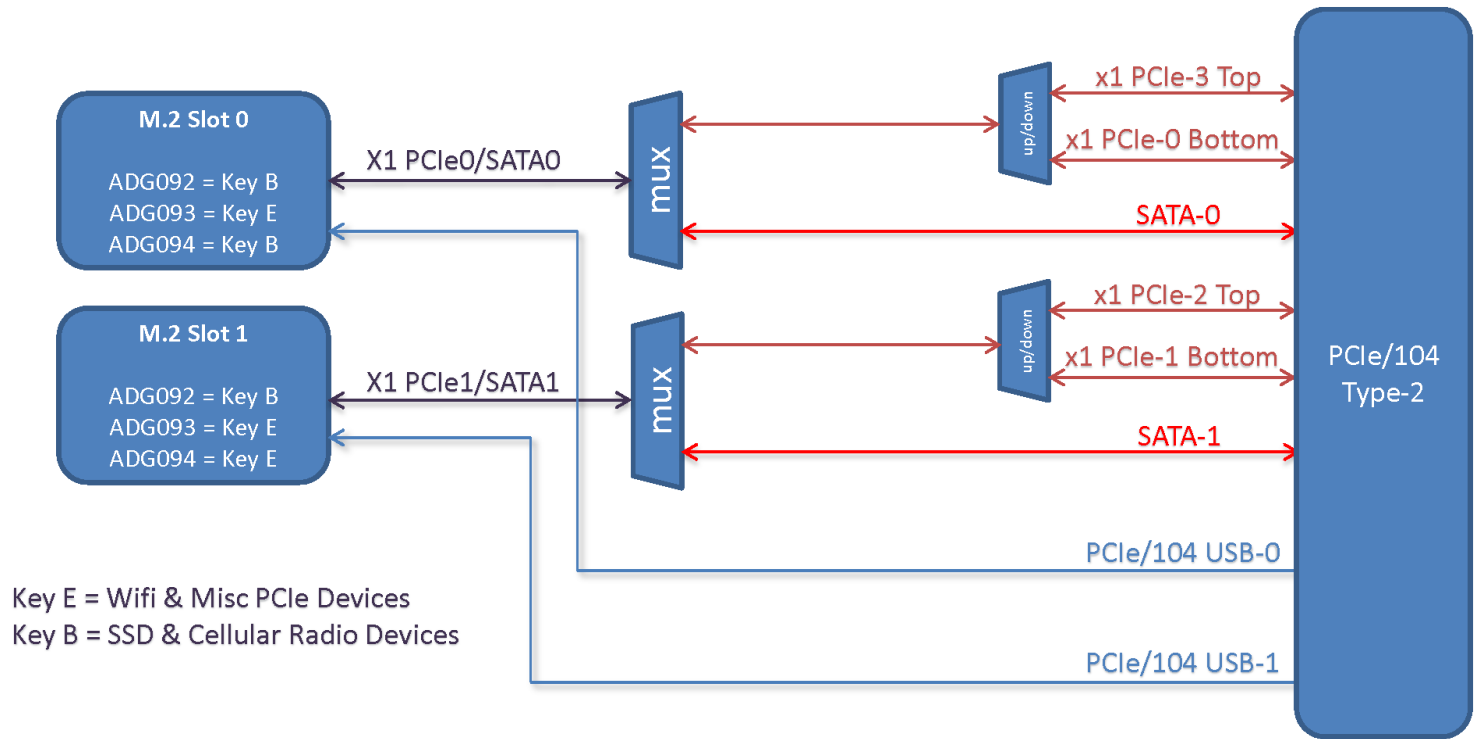 M.2 Slot 0
ADG092 = Key B
ADG093 = Key E
ADG094 = Key B
X1 PCIe0/SATA0
mux
up/down
x1 PCIe-3 Top
x1 PCIe-0 Bottom
SATA-0
M.2 Slot 1
ADG092 = Key B
ADG093 = Key E
ADG094 = Key E
X1 PCIe1/SATA1
mux
up/down
x1 PCIe-2 Top
x1 PCIe-1 Bottom
SATA-1
PCIe/104
Type-2
PCIe/104 USB-0
PCIe/104 USB-1
Key E = Wifi & Misc PCIe Devices
Key B = SSD & Cellular Radio Devices